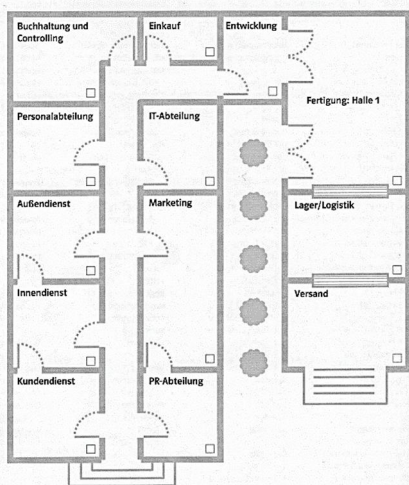 Buchhaltung und
Controlling
Einkauf
Entwicklung
Fertigung: Halle 1
Personalabteilung
IT-Abteilung
Außendienst
Marketing
Lager/Logistik
Innendienst
Versand
Kundendienst
PR-Abteilung